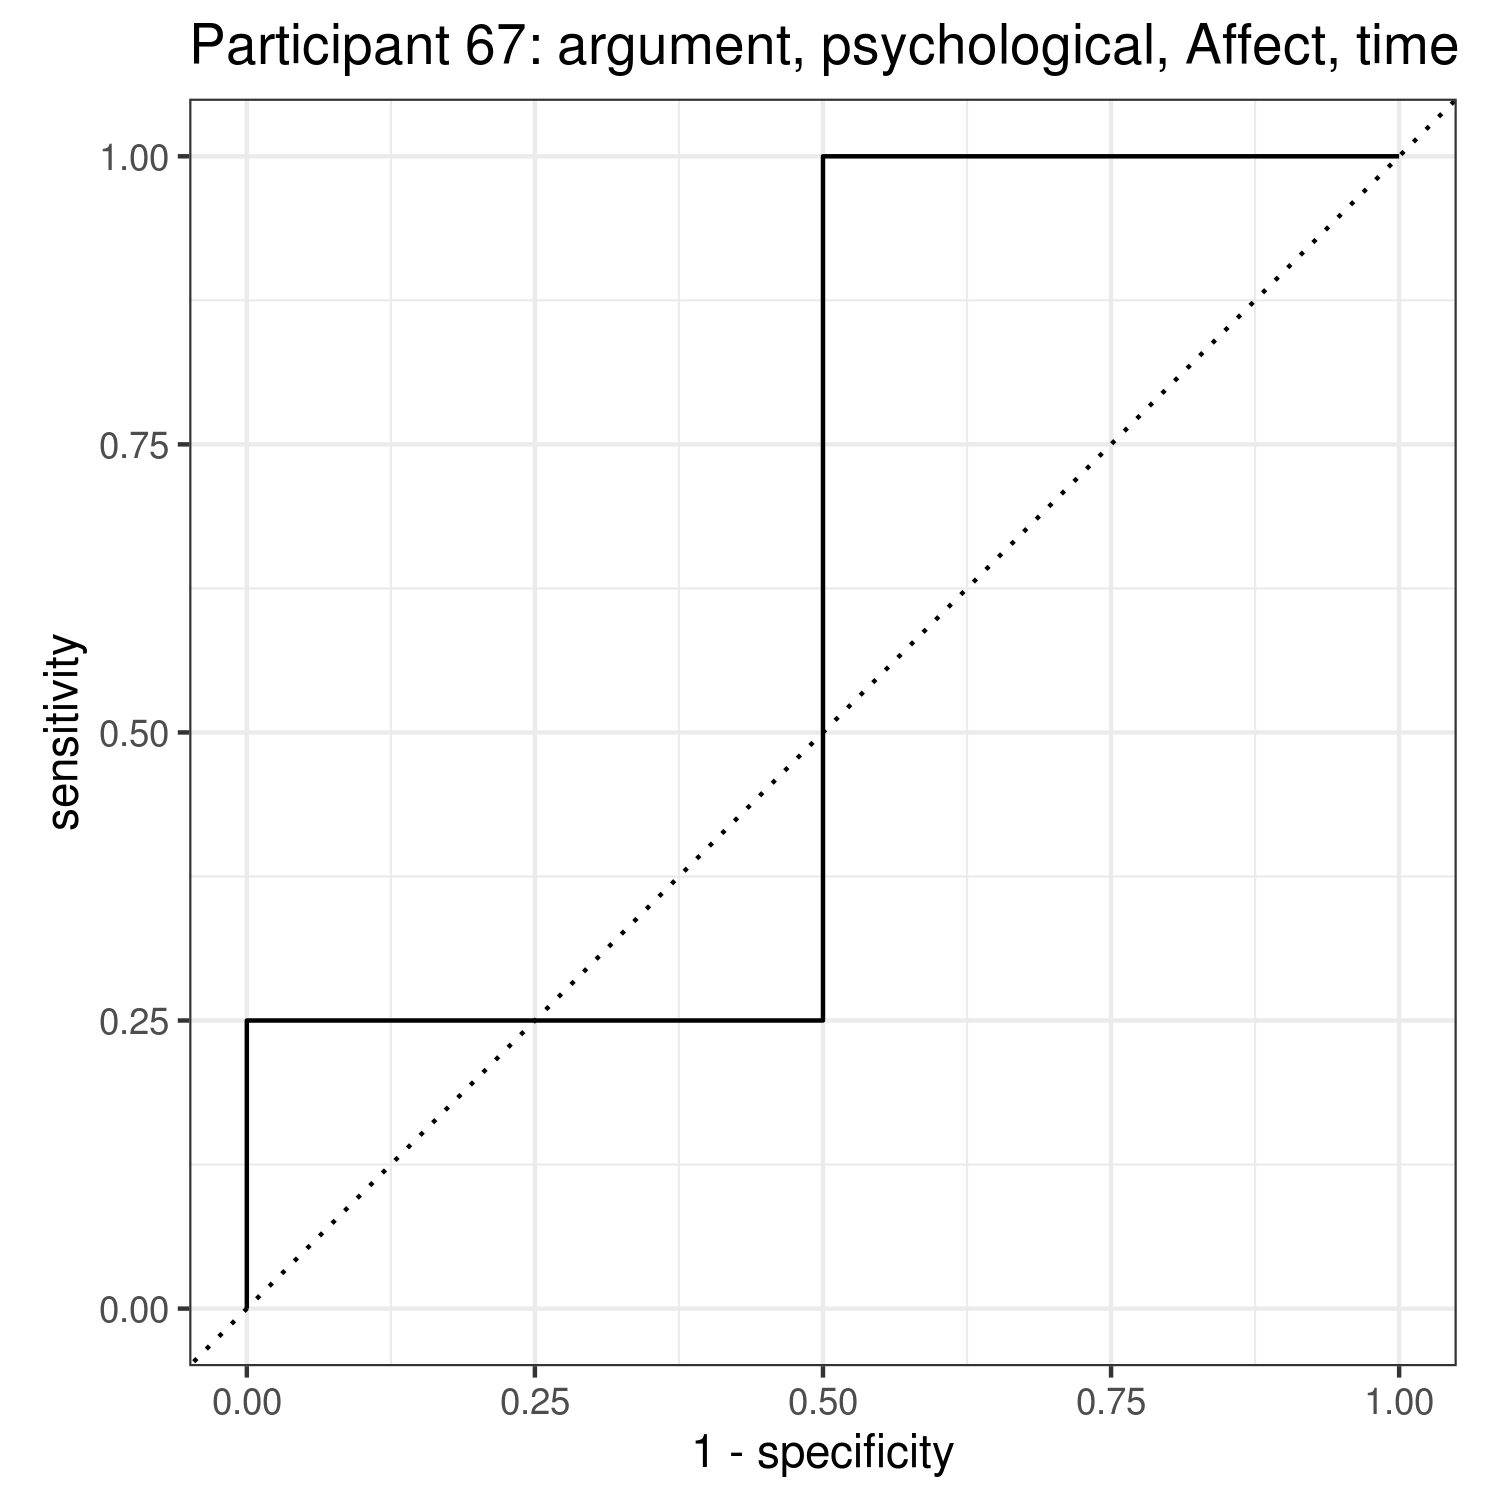 Participant 67: argument, psychological, Affect, time
1.00
0.75
0.50
0.25
0.00
sensitivity
0.00 0.25 0.50 0.75 1.00
1 - specificity